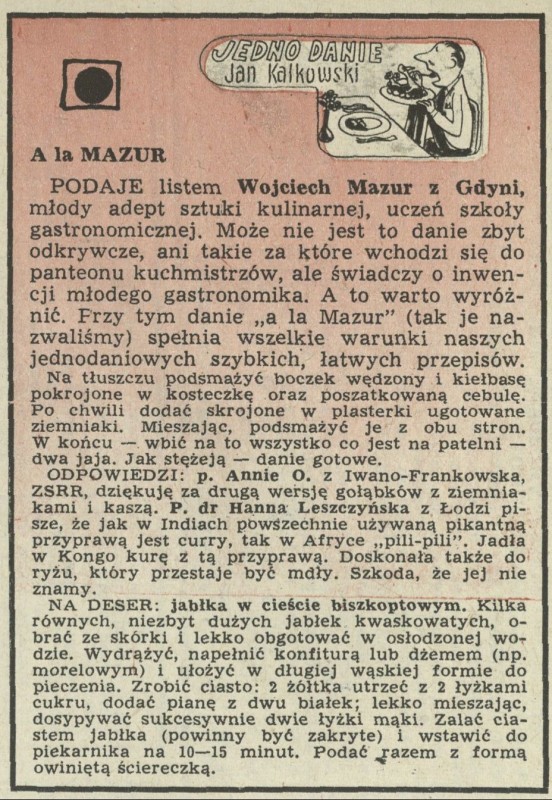 JEDNO DANIE
Jan Kalkowski
A la MAZUR
PODAJE listem Wojciech Mazur z Gdyni,
młody adept sztuki kulinarnej, uczeń szkoły
gastronomicznej. Może nie jest to danie zbyt
odkrywcze, ani takie za które wchodzi się do
panteonu kuchmistrzów, ale świadczy o inwen-
cji młodego gastronomika. A to warto wyróż-
nić. Przy tym danie „a la Mazur” (tak je na-
zwaliśmy) spełnia wszelkie warunki naszych
jednodaniowych szybkich, łatwych przepisów.
Na tłuszczu podsmażyć boczek wędzony i kiełbasę
pokrojone w kosteczkę oraz poszatkowaną cebulę.
Po chwili dodać skrojone w plasterki ugotowane
ziemniaki. Mieszając, podsmażyć je z obu stron.
W końcu — wbić na to wszystko co jest na patelni —
dwa jaja. Jak stężeją — danie gotowe.
ODPOWIEDZI: p. Annie O. z Iwano-Frankowska,
ZSRR, dziękuję za drugą wersję gołąbków z ziemnia-
kami i kaszą. P. dr Hanna Leszczyńska z Łodzi pi-
sze, że jak w Indiach powszechnie używaną pikantną
przyprawą jest curry, tak w Afryce „pili-pili”. Jadła
w Kongo kurę z tą przyprawą. Doskonała także do
ryżu, który przestaje być mdły. Szkoda, że jej nie
znamy.
NA DESER: jabłka w cieście biszkoptowym. Kilka
równych, niezbyt dużych jabłek kwaskowatych, o-
brać ze skórki i lekko obgotować w osłodzonej wo-
dzie. Wydrążyć, napełnić konfiturą lub dżemem (np.
morelowym) i ułożyć w długiej wąskiej formie do
pieczenia. Zrobić ciasto: 2 żółtka utrzeć z 2 łyżkami
cukru, dodać pianę z dwu białek; lekko mieszając,
dosypywać sukcesywnie dwie łyżki mąki. Zalać cia-
stem jabłka (powinny być zakryte) i wstawić do
piekarnika na 10—15 minut. Podać razem z formą
owiniętą ściereczką.